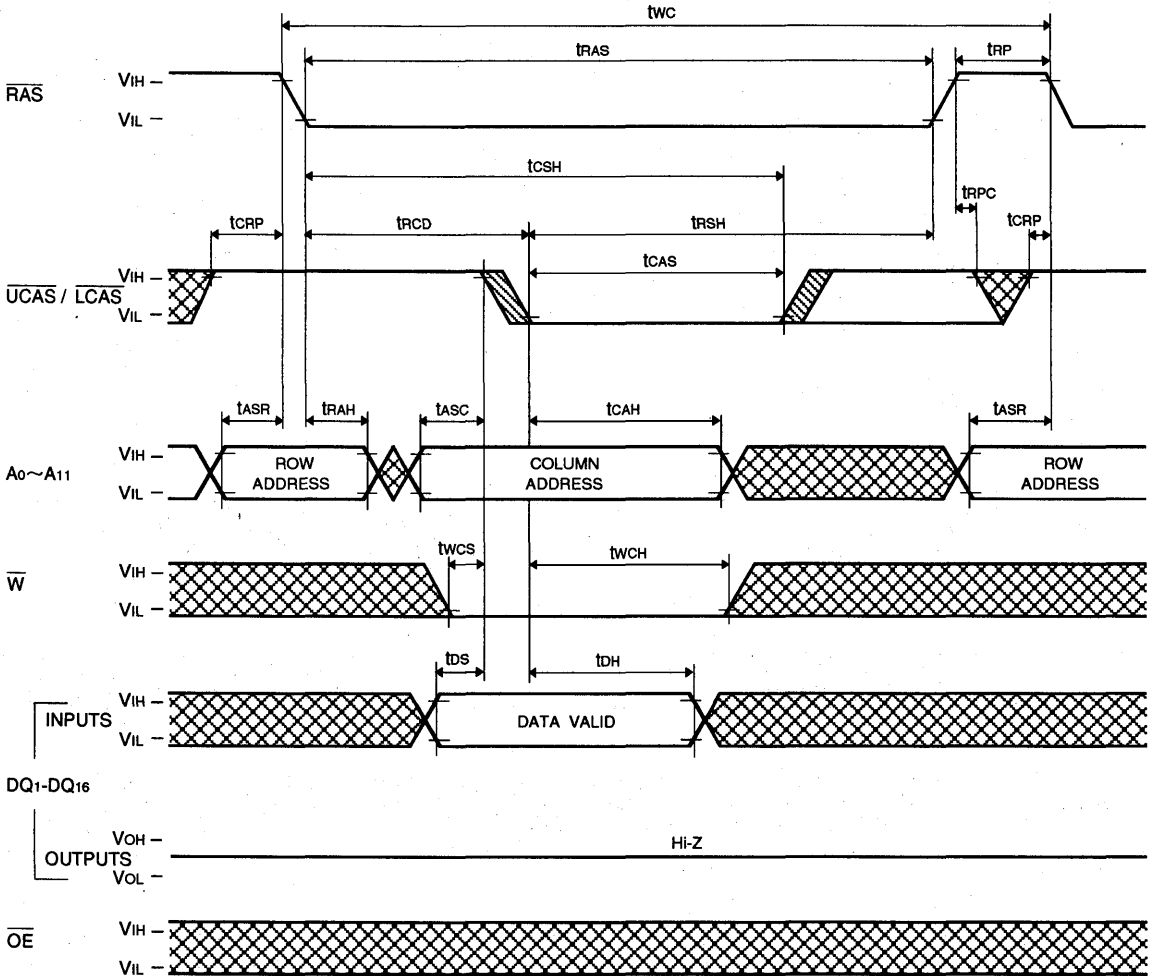 tWC
tRAS
tRP
RAS
VIH
VIL
tCSH
tRPC
tCRP
tRCD
tRSH
tCRP
tCAS
UCAS / LCAS
VIH
VIL
tASR
tRAH
tASC
tCAH
tASR
A0~A11
VIH
VIL
ROW
ADDRESS
COLUMN
ADDRESS
ROW
ADDRESS
tWCS
tWCH
W
VIH
VIL
tDS
tDH
INPUTS
VIH
VIL
DATA VALID
DQ1-DQ16
VOH
Hi-Z
OUTPUTS
VOL
OE
VIH
VIL